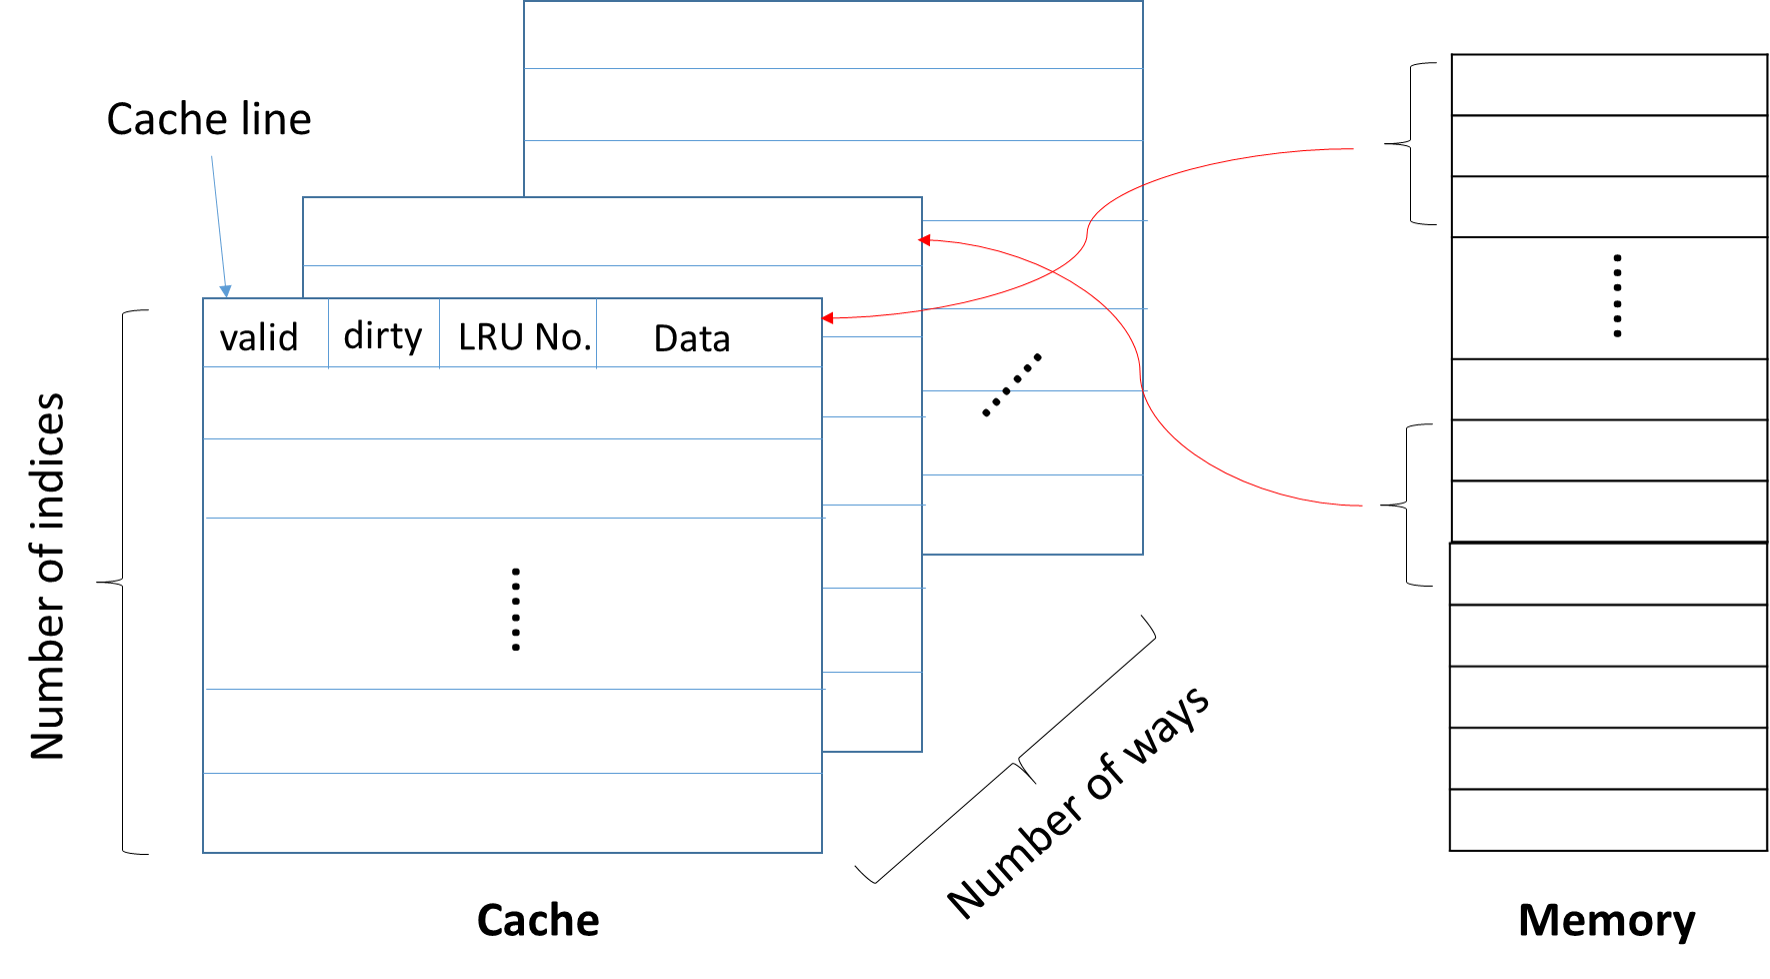 Cache line
valid dirty LRU No. Data
Number of indices
Number of ways
Cache
Memory